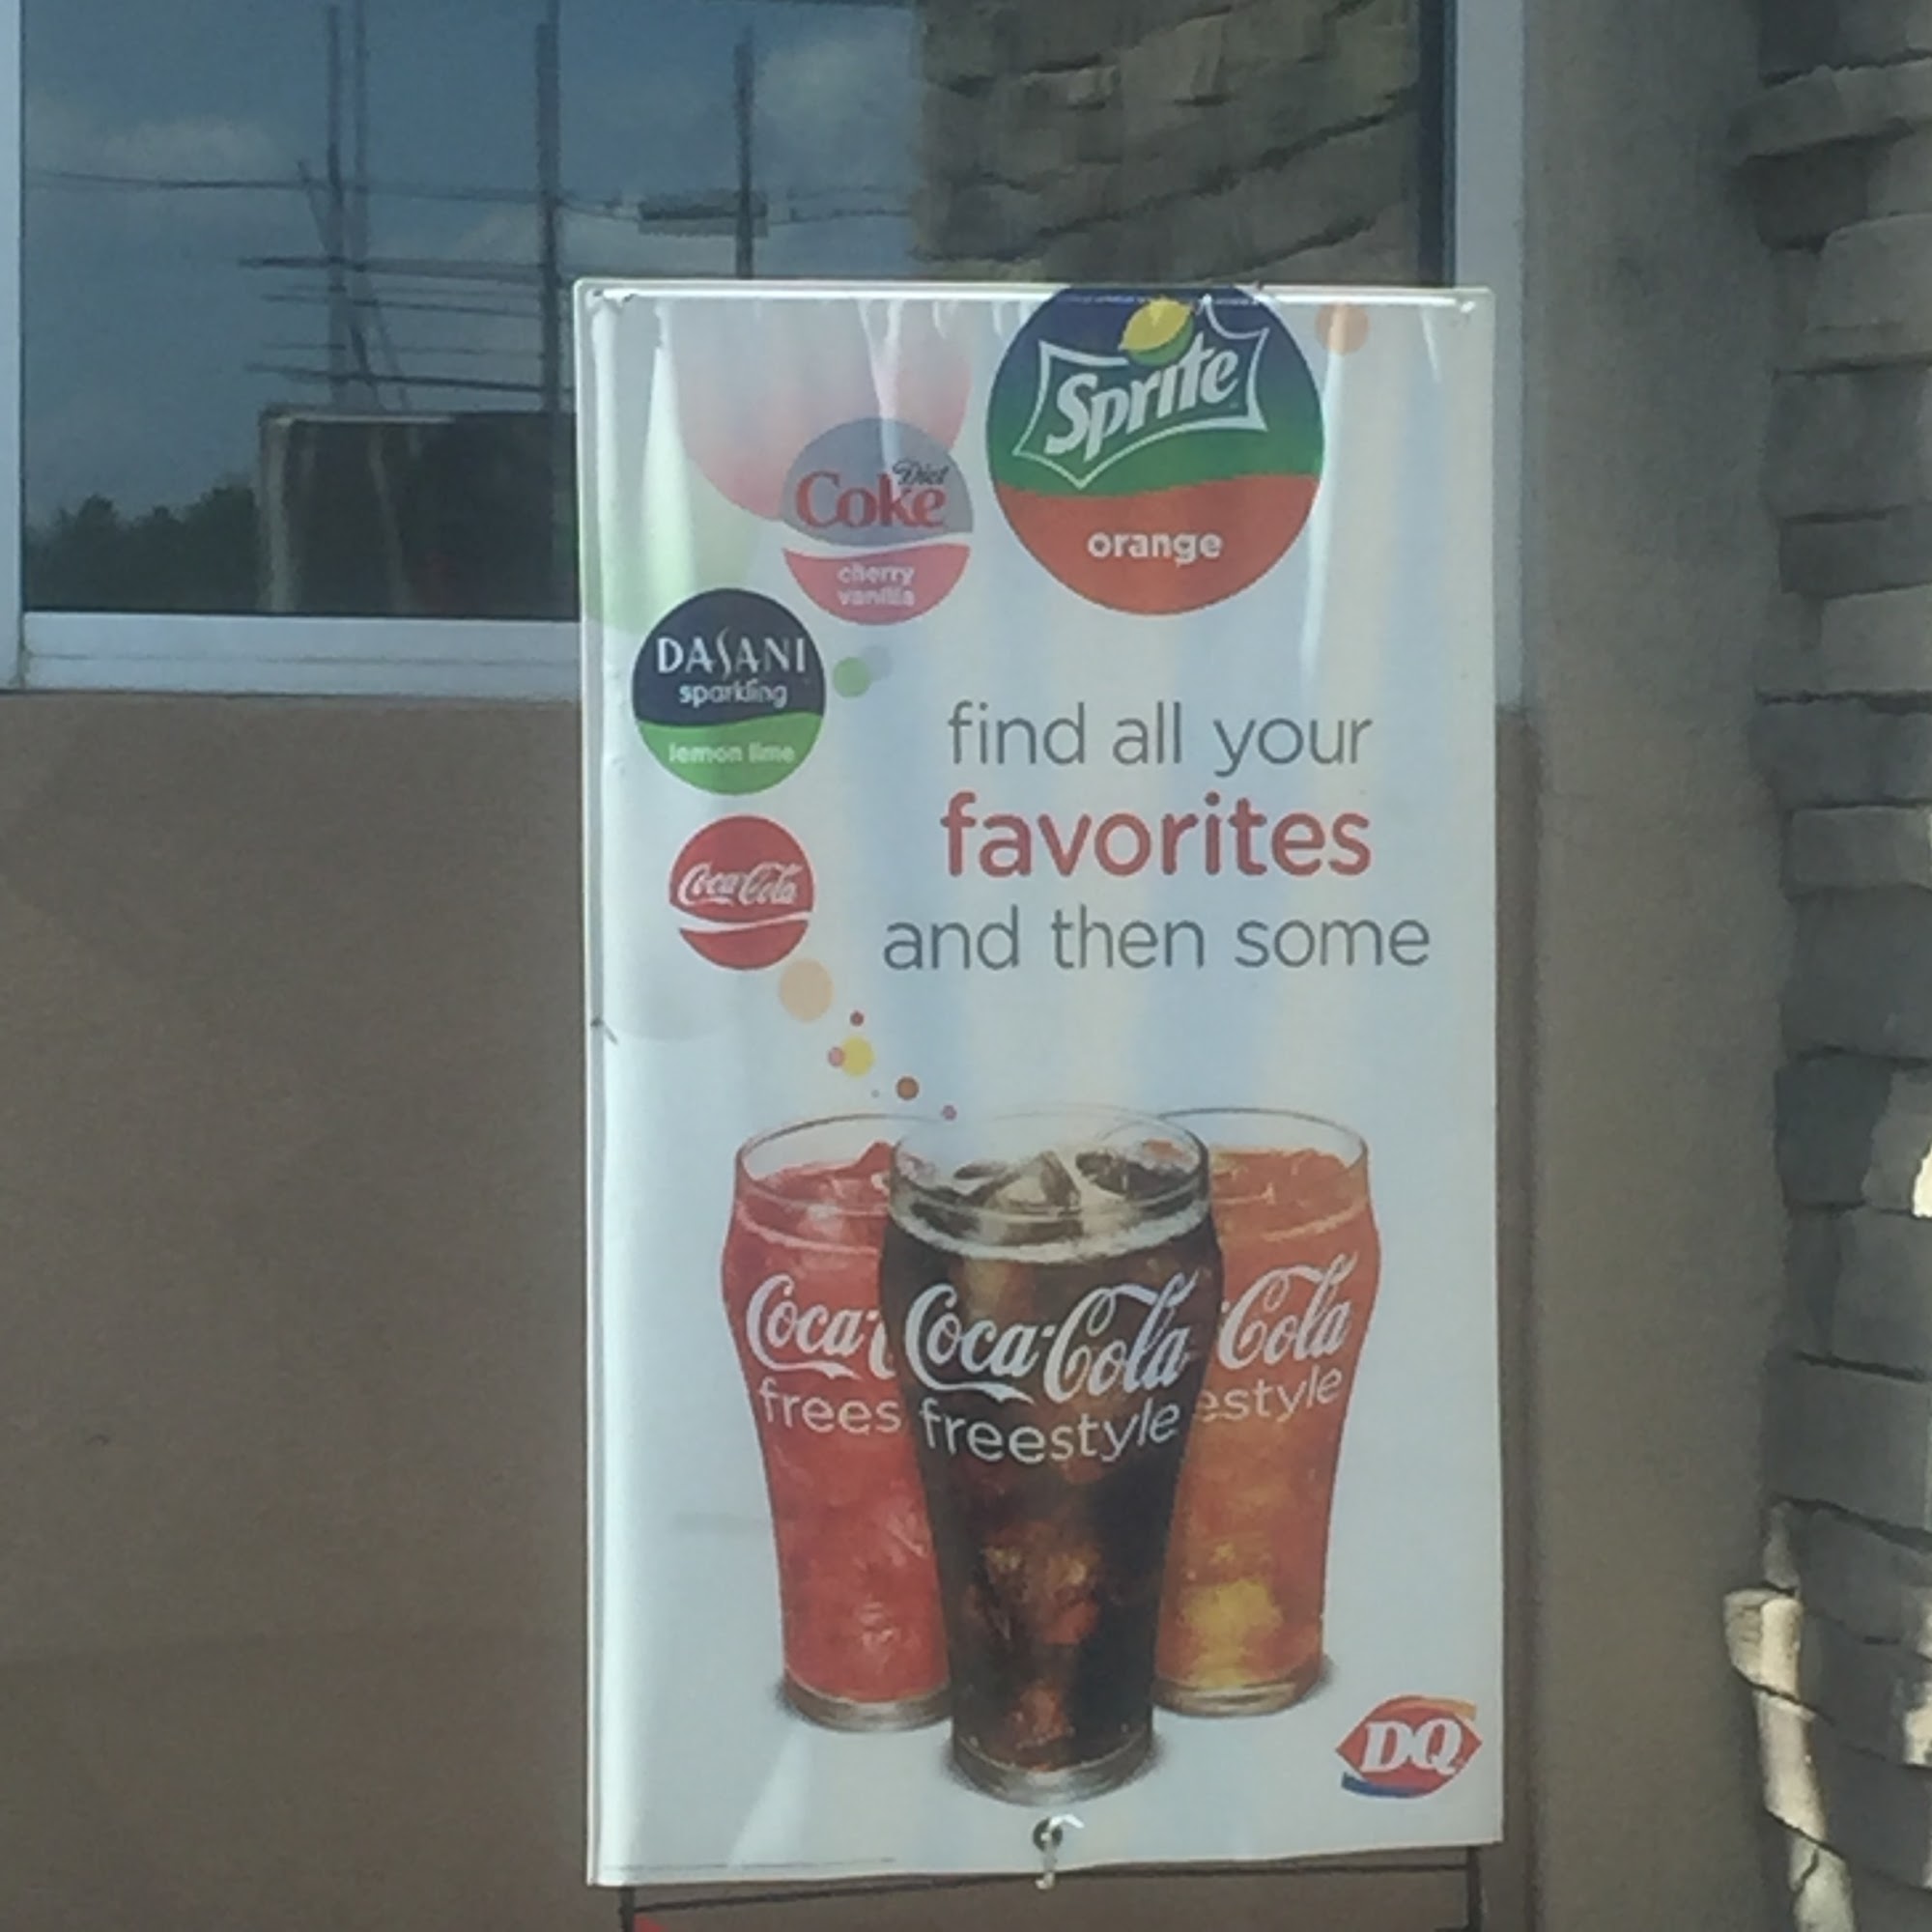 Sprite
orange
Diet
Coke
cherry
vanilla
DASANI
sparkling
lemon lime
Coca-Cola
find all your
favorites
and then some
Coca-C
frees
Coca-Cola
freestyle
Cola
estyle
DQ